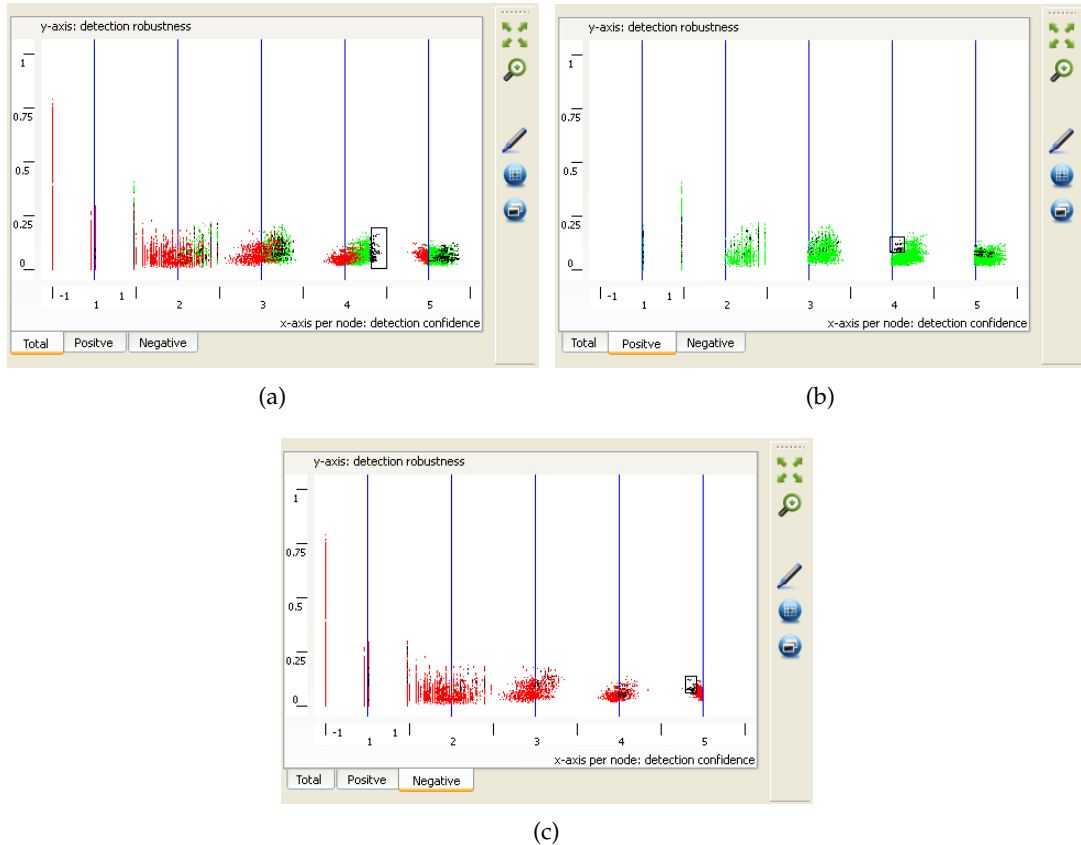 y-axis: detection robustness
1
0.75
0.5
0.25
0
-1
1
1
2
3
4
5
x-axis per node: detection confidence
Total
Positve
Negative
(a)
y-axis: detection robustness
1
0.75
0.5
0.25
0
-1
1
1
2
3
4
5
x-axis per node: detection confidence
Total
Positve
Negative
(b)
y-axis: detection robustness
1
0.75
0.5
0.25
0
-1
1
1
2
3
4
5
x-axis per node: detection confidence
Total
Positve
Negative
(c)